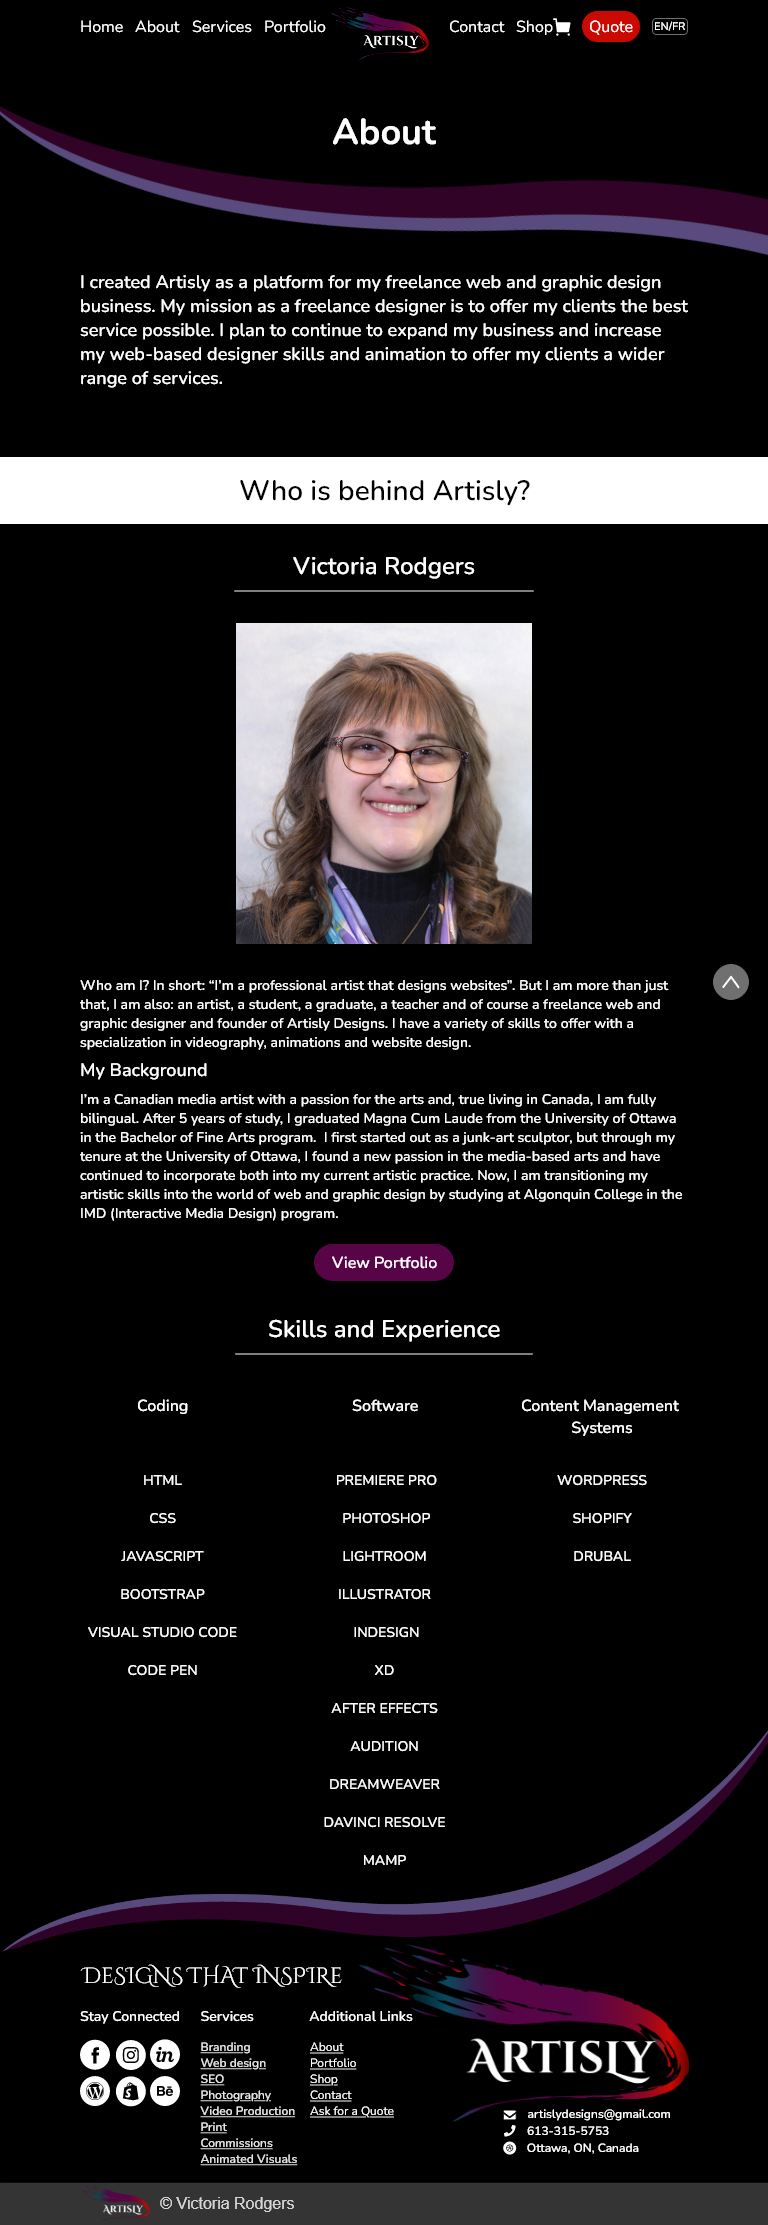 Home About Services Portfolio ARTISLY Contact Shop Quote EN/FR
About
I created Artisly as a platform for my freelance web and graphic design
business. My mission as a freelance designer is to offer my clients the best
service possible. I plan to continue to expand my business and increase
my web-based designer skills and animation to offer my clients a wider
range of services.
Who is behind Artisly?
Victoria Rodgers
Who am I? In short: “I’m a professional artist that designs websites”. But I am more than just
that, I am also: an artist, a student, a graduate, a teacher and of course a freelance web and
graphic designer and founder of Artisly Designs. I have a variety of skills to offer with a
specialization in videography, animations and website design.
My Background
I’m a Canadian media artist with a passion for the arts and, true living in Canada, I am fully
bilingual. After 5 years of study, I graduated Magna Cum Laude from the University of Ottawa
in the Bachelor of Fine Arts program.  I first started out as a junk-art sculptor, but through my
tenure at the University of Ottawa, I found a new passion in the media-based arts and have
continued to incorporate both into my current artistic practice. Now, I am transitioning my
artistic skills into the world of web and graphic design by studying at Algonquin College in the
IMD (Interactive Media Design) program.
View Portfolio
Skills and Experience
Coding
HTML
CSS
JAVASCRIPT
BOOTSTRAP
VISUAL STUDIO CODE
CODE PEN
Software
PREMIERE PRO
PHOTOSHOP
LIGHTROOM
ILLUSTRATOR
INDESIGN
XD
AFTER EFFECTS
AUDITION
DREAMWEAVER
DAVINCI RESOLVE
MAMP
Content Management
Systems
WORDPRESS
SHOPIFY
DRUBAL
DESIGNS THAT INSPIRE
Stay Connected
Services
Branding
Web design
SEO
Photography
Video Production
Print
Commissions
Animated Visuals
Additional Links
About
Portfolio
Shop
Contact
Ask for a Quote
ARTISLY
artislydesigns@gmail.com
613-315-5753
Ottawa, ON, Canada
ARTISLY © Victoria Rodgers